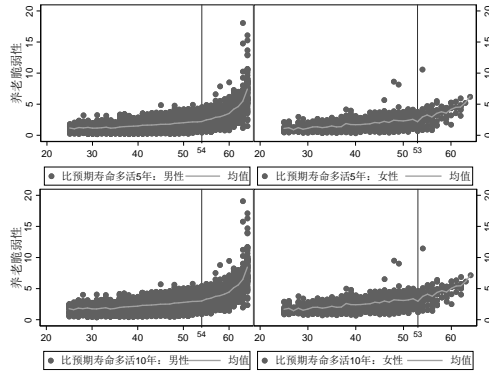 养老脆弱性
0 5 10 15 20
0 5 10 15 20
20 30 40 50 54 60
20 30 40 50 53 60
比预期寿命多活5年：男性 均值
比预期寿命多活5年：女性 均值
养老脆弱性
0 5 10 15 20
0 5 10 15 20
20 30 40 50 54 60
20 30 40 50 53 60
比预期寿命多活10年：男性 均值
比预期寿命多活10年：女性 均值